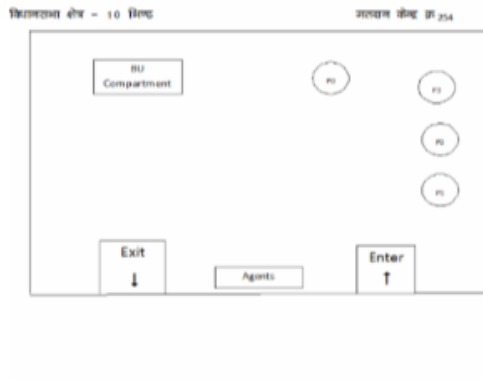 विधानसभा क्षेत्र - 10 भिण्ड
मतदान केन्द्र क्र 254
BU
Compartment
Exit
↓
Agents
Enter
↑